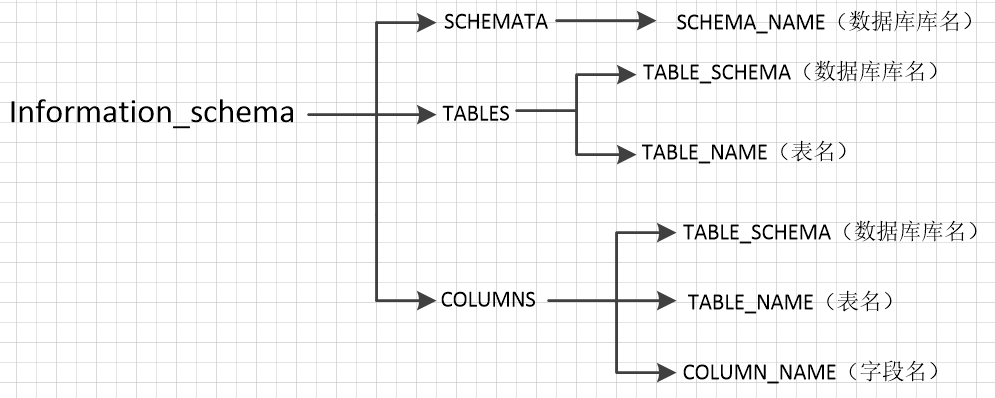 Information_schema
SCHEMATA
SCHEMA_NAME（数据库库名）
TABLES
TABLE_SCHEMA（数据库库名）
TABLE_NAME（表名）
COLUMNS
TABLE_SCHEMA（数据库库名）
TABLE_NAME（表名）
COLUMN_NAME（字段名）